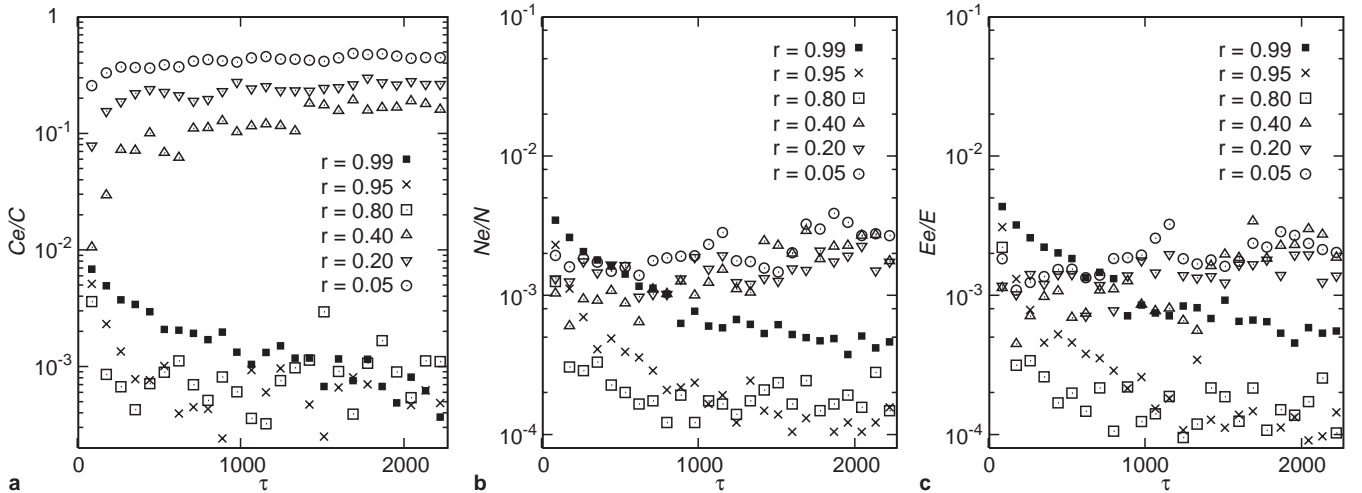 1
10^-1
10^-2
10^-3
Ce/C
0
1000
2000
τ
r = 0.99
r = 0.95
r = 0.80
r = 0.40
r = 0.20
r = 0.05
a
10^-1
10^-2
10^-3
10^-4
Ne/N
0
1000
2000
τ
r = 0.99
r = 0.95
r = 0.80
r = 0.40
r = 0.20
r = 0.05
b
10^-1
10^-2
10^-3
10^-4
Ee/E
0
1000
2000
τ
r = 0.99
r = 0.95
r = 0.80
r = 0.40
r = 0.20
r = 0.05
c